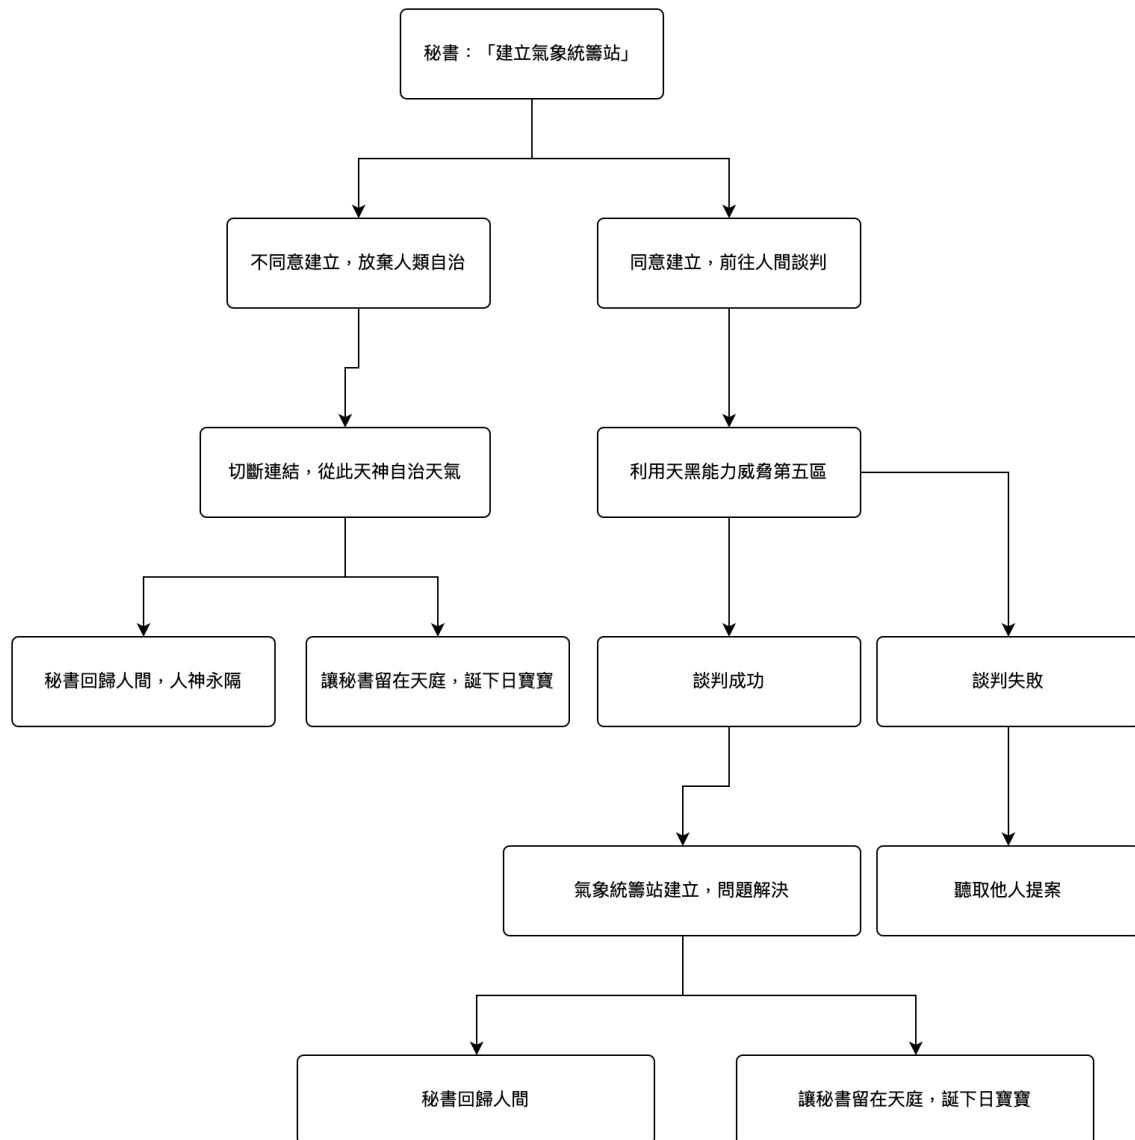 秘書：「建立氣象統籌站」
不同意建立，放棄人類自治
同意建立，前往人間談判
切斷連結，從此天神自治天氣
利用天黑能力威脅第五區
秘書回歸人間，人神永隔
讓秘書留在天庭，誕下日寶寶
談判成功
談判失敗
氣象統籌站建立，問題解決
聽取他人提案
秘書回歸人間
讓秘書留在天庭，誕下日寶寶